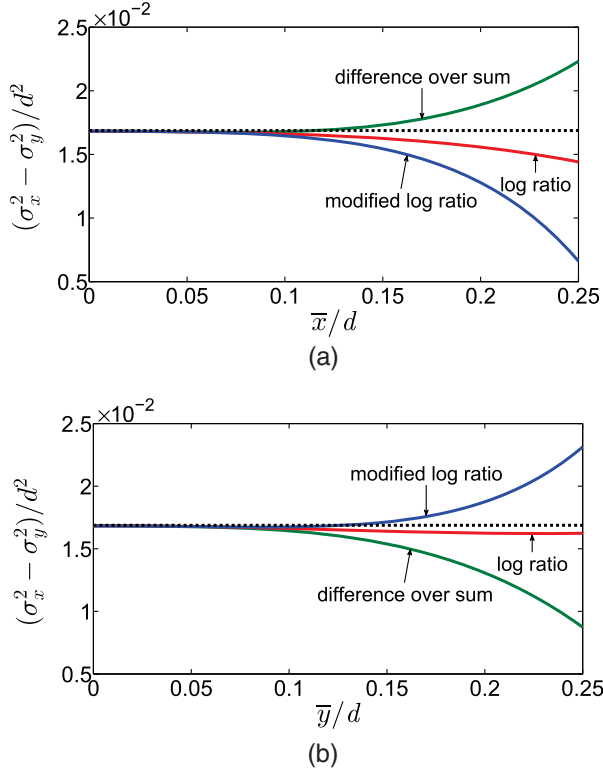 2.5 ×10⁻²
2
1.5
1
0.5
(σ²ₓ − σ²ᵧ)/d²
difference over sum
log ratio
modified log ratio
0 0.05 0.1 0.15 0.2 0.25
x̅/d
(a)
2.5 ×10⁻²
2
1.5
1
0.5
(σ²ₓ − σ²ᵧ)/d²
modified log ratio
log ratio
difference over sum
0 0.05 0.1 0.15 0.2 0.25
y̅/d
(b)